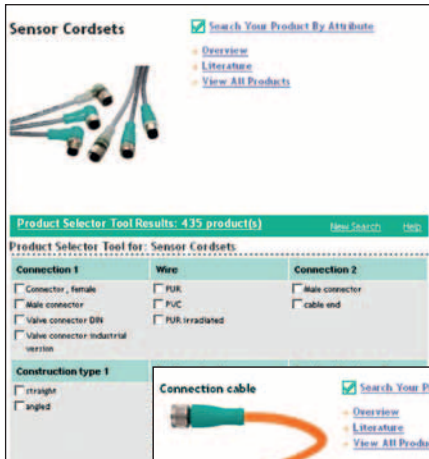 Sensor Cordsets
Search Your Product By Attribute
Overview
Literature
View All Products
Product Selector Tool Results: 435 product(s)
New Search
Help
Product Selector Tool for: Sensor Cordsets
Connection 1
Wire
Connection 2
Connector, female
PUR
Male connector
Male connector
PVC
cable end
Valve connector DIN
PUR irradiated
Valve connector industrial
version
Construction type 1
straight
angled
Connection cable
Search Your P
Overview
Literature
View All Produ